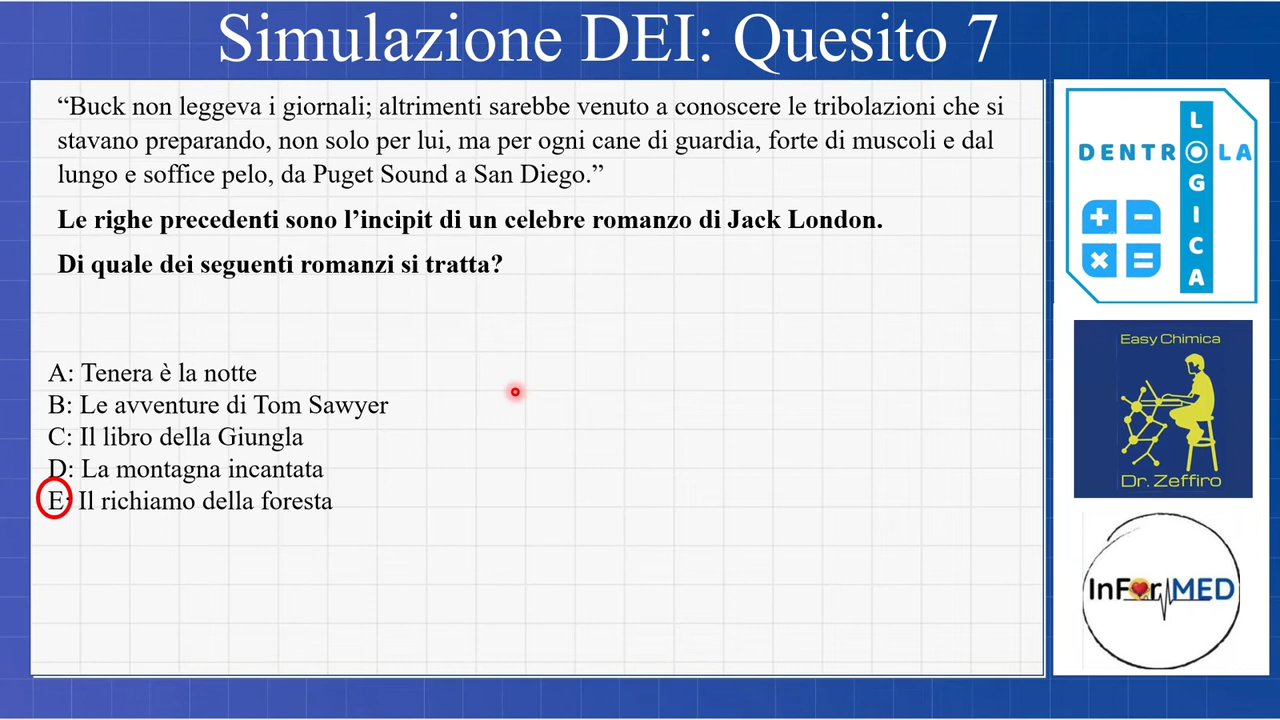 Simulazione DEI: Quesito 7
“Buck non leggeva i giornali; altrimenti sarebbe venuto a conoscere le tribolazioni che si
stavano preparando, non solo per lui, ma per ogni cane di guardia, forte di muscoli e dal
lungo e soffice pelo, da Puget Sound a San Diego.”
Le righe precedenti sono l’incipit di un celebre romanzo di Jack London.
Di quale dei seguenti romanzi si tratta?
A: Tenera è la notte
B: Le avventure di Tom Sawyer
C: Il libro della Giungla
D: La montagna incantata
E: Il richiamo della foresta
DENTRO LA
LOGICA
+ −
× =
Easy Chimica
Dr. Zeffiro
InForMED